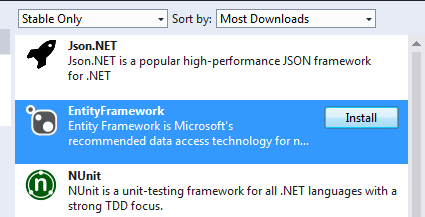 Stable Only Sort by: Most Downloads
Json.NET
Json.NET is a popular high-performance JSON framework
for .NET
EntityFramework
Entity Framework is Microsoft's
recommended data access technology for n...
Install
NUnit
NUnit is a unit-testing framework for all .NET languages with a
strong TDD focus.